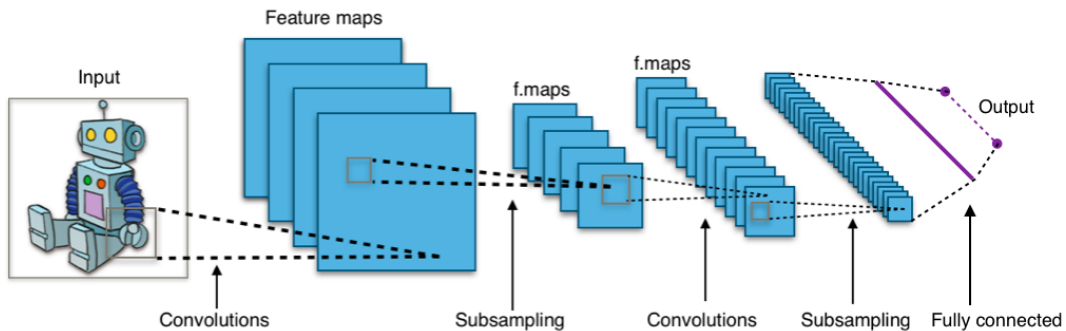 Feature maps
Input
f.maps
f.maps
Output
Convolutions
Subsampling
Convolutions
Subsampling
Fully connected